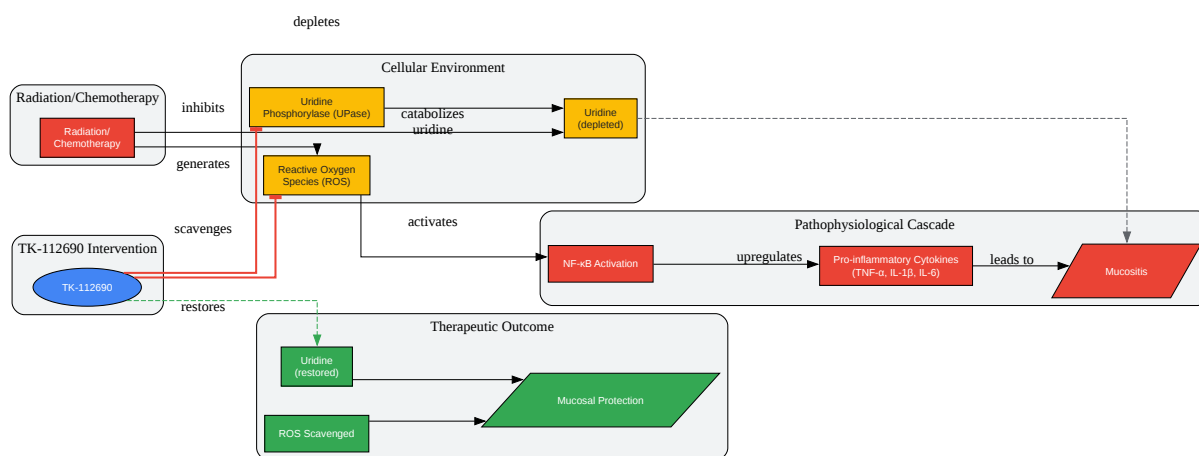 depletes
Cellular Environment
Radiation/Chemotherapy
Radiation/
Chemotherapy
inhibits
generates
Uridine
Phosphorylase (UPase)
catabolizes
uridine
Uridine
(depleted)
Reactive Oxygen
Species (ROS)
scavenges
activates
TK-112690 Intervention
TK-112690
restores
Pathophysiological Cascade
NF-κB Activation
upregulates
Pro-inflammatory Cytokines
(TNF-α, IL-1β, IL-6)
leads to
Mucositis
Therapeutic Outcome
Uridine
(restored)
Mucosal Protection
ROS Scavenged